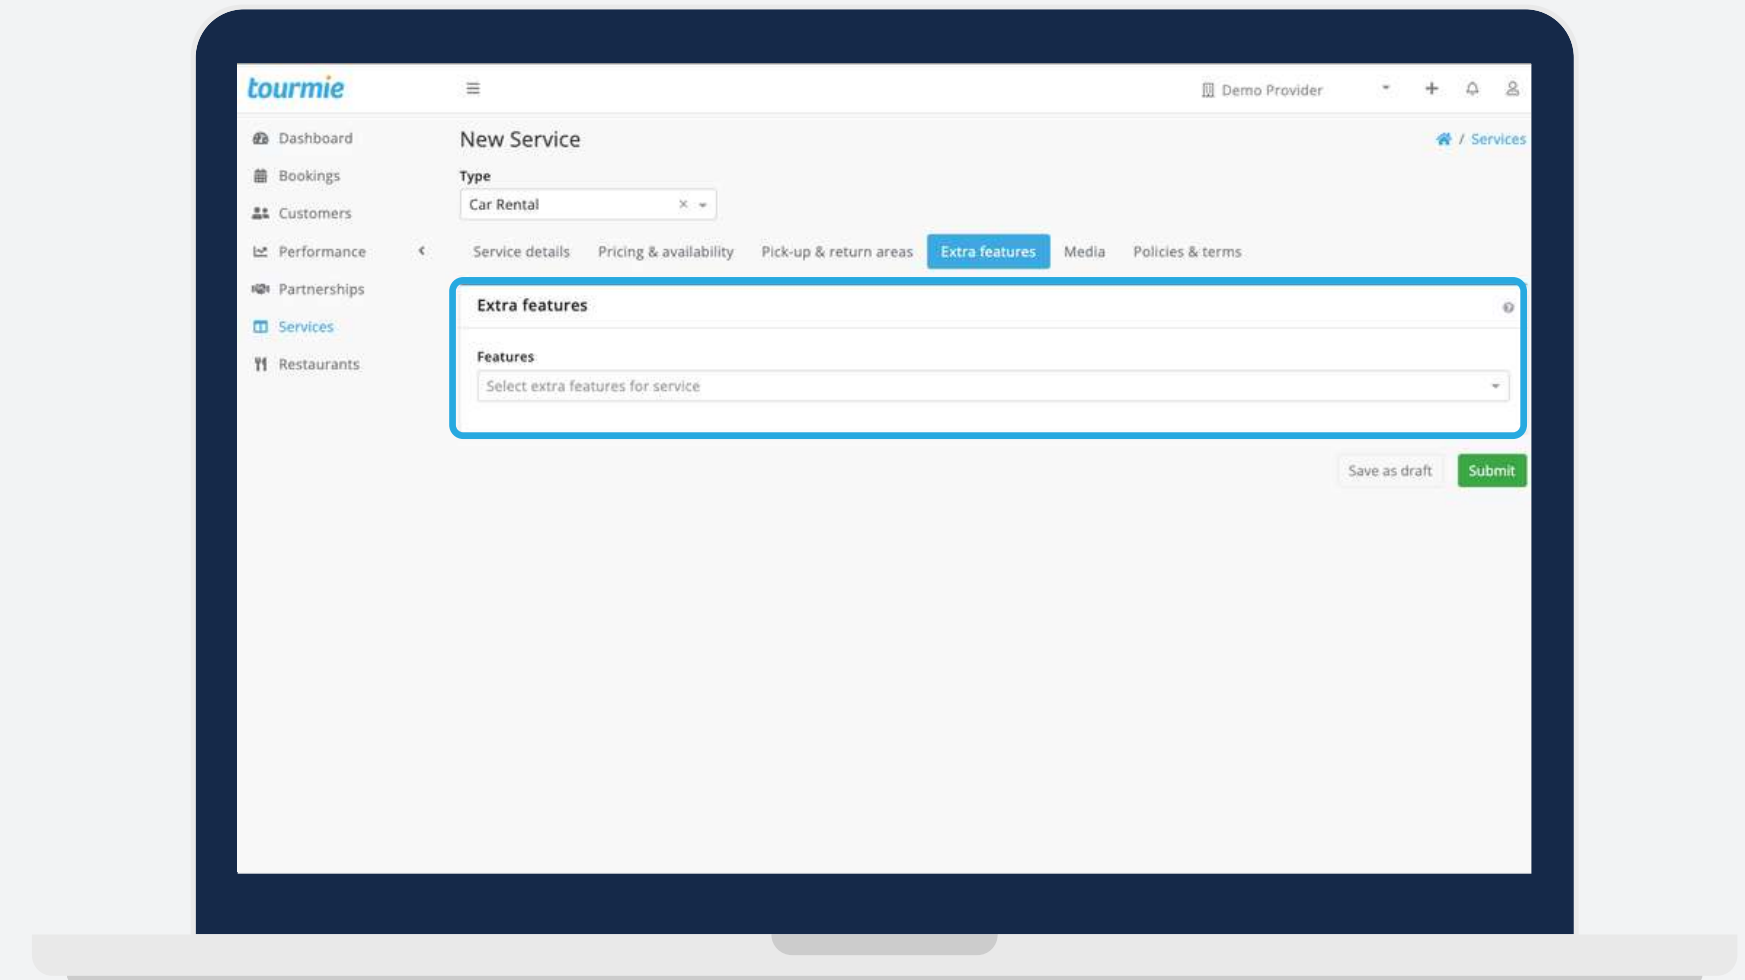 tourmie
Demo Provider
Dashboard
Bookings
Customers
Performance
Partnerships
Services
Restaurants
New Service
/ Services
Type
Car Rental
Service details Pricing & availability Pick-up & return areas Extra features Media Policies & terms
Extra features
Features
Select extra features for service
Save as draft Submit